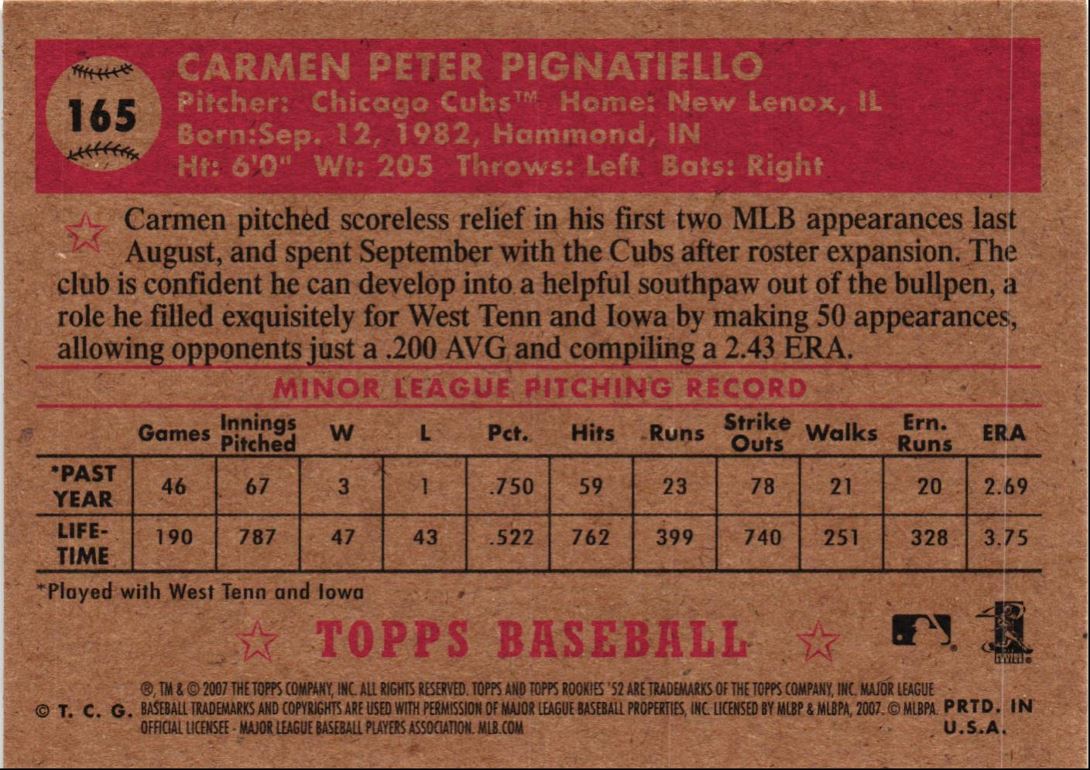 165
CARMEN PETER PIGNATIELLO
Pitcher: Chicago Cubs™ Home: New Lenox, IL
Born:Sep. 12, 1982, Hammond, IN
Ht: 6'0" Wt: 205 Throws: Left Bats: Right
Carmen pitched scoreless relief in his first two MLB appearances last
August, and spent September with the Cubs after roster expansion. The
club is confident he can develop into a helpful southpaw out of the bullpen, a
role he filled exquisitely for West Tenn and Iowa by making 50 appearances,
allowing opponents just a .200 AVG and compiling a 2.43 ERA.
MINOR LEAGUE PITCHING RECORD
Games Innings Pitched W L Pct. Hits Runs Strike Outs Walks Ern. Runs ERA
*PAST YEAR 46 67 3 1 .750 59 23 78 21 20 2.69
LIFE-TIME 190 787 47 43 .522 762 399 740 251 328 3.75
*Played with West Tenn and Iowa
TOPPS BASEBALL
®, TM & © 2007 THE TOPPS COMPANY, INC. ALL RIGHTS RESERVED. TOPPS AND TOPPS ROOKIES '52 ARE TRADEMARKS OF THE TOPPS COMPANY, INC. MAJOR LEAGUE
© T. C. G. BASEBALL TRADEMARKS AND COPYRIGHTS ARE USED WITH PERMISSION OF MAJOR LEAGUE BASEBALL PROPERTIES, INC. LICENSED BY MLBP & MLBPA, 2007. © MLBPA. PRTD. IN
OFFICIAL LICENSEE - MAJOR LEAGUE BASEBALL PLAYERS ASSOCIATION. MLB.COM U.S.A.